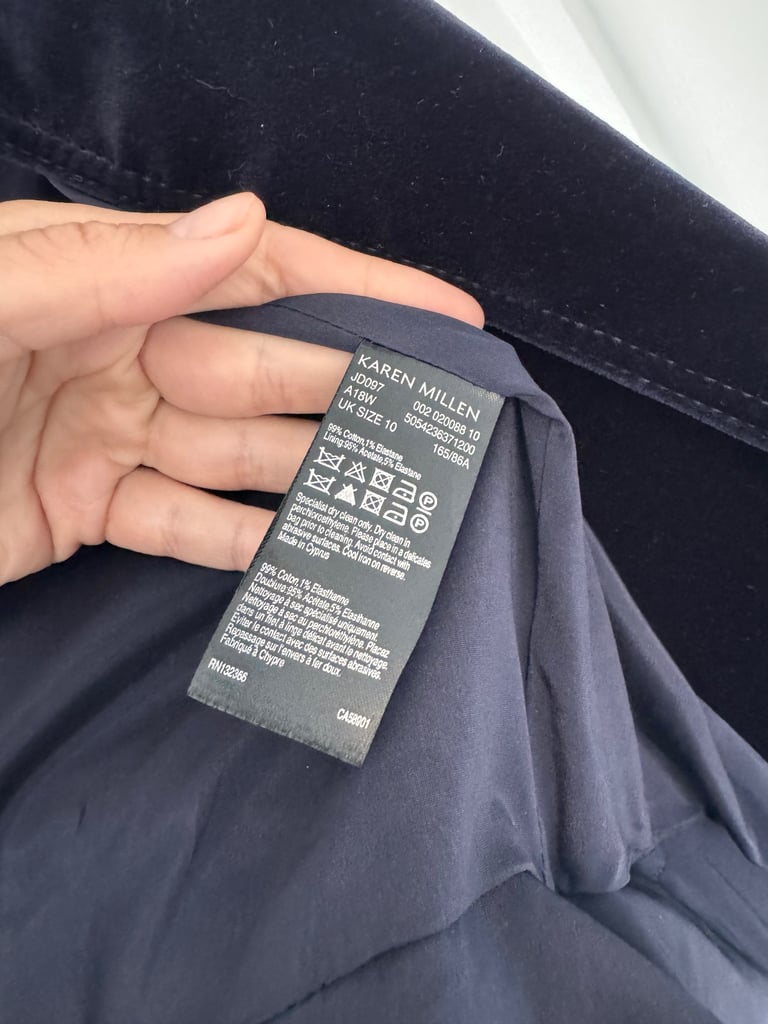 KAREN MILLEN
JD097 002 020088 10
A18W 5054236371200
UK SIZE 10 165/86A
99% Cotton,1% Elastane
Lining:95% Acetate,5% Elastane
P
P
Specialist dry clean only. Dry clean in
perchloroethylene. Please place in a delicates
bag prior to cleaning. Avoid contact with
abrasive surfaces. Cool iron on reverse.
Made in Cyprus
99% Coton,1% Elasthanne
Doublure:95% Acétate,5% Elasthanne
Nettoyage à sec spécialisé uniquement.
Nettoyage à sec au perchloroéthylène. Placez
dans un filet à linge délicat avant le nettoyage.
Eviter le contact avec des surfaces abrasives.
Repassage sur l'envers à fer doux.
Fabriqué à Chypre
RN132366 CA58901